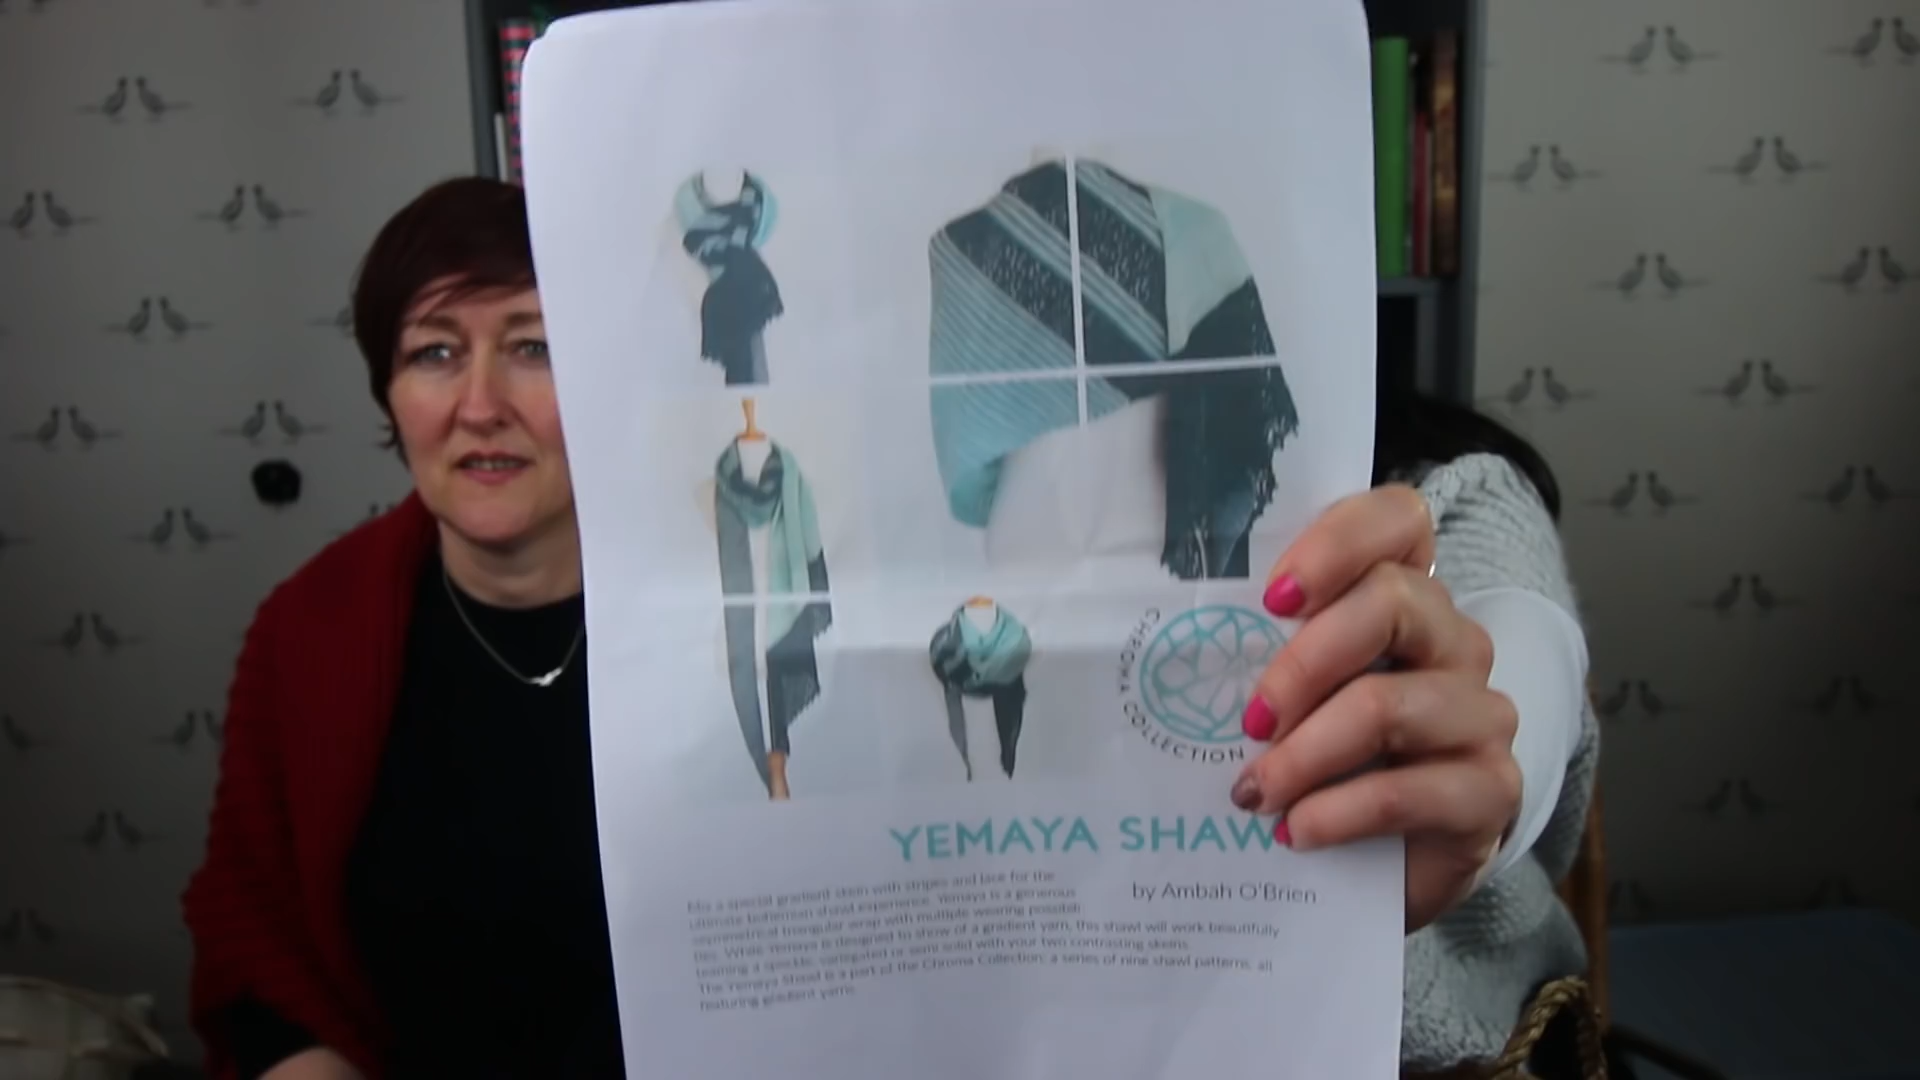 CHROMA COLLECTION
YEMAYA SHAW
by Ambah O'Brien
a special gradient skein with stripes and lace for the
ultimate bohemian shawl experience, Yemaya is a generous
asymmetrical triangular wrap with multiple wearing possibili
ties. While Yemaya is designed to show of a gradient yarn, this shawl will work beautifully
teaming a speckle, variegated or semi solid with your two contrasting skeins.
The Yemaya Shawl is a part of the Chroma Collection: a series of nine shawl patterns, all
featuring gradient yarns.